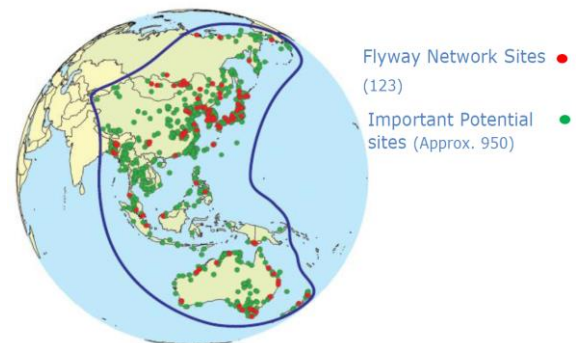 Flyway Network Sites
(123)
Important Potential
sites (Approx. 950)